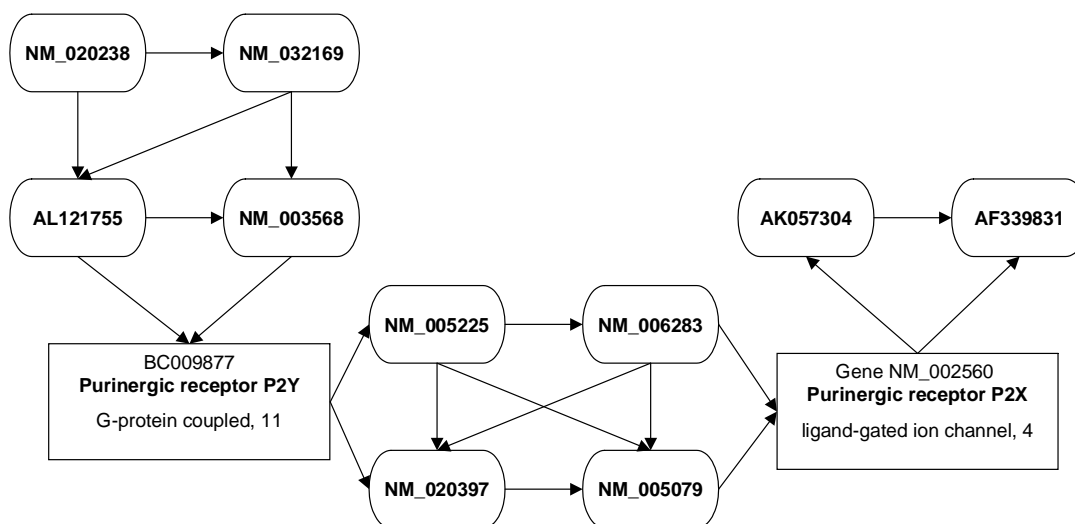 NM_020238
NM_032169
AL121755
NM_003568
AK057304
AF339831
NM_005225
NM_006283
BC009877
Purinergic receptor P2Y
G-protein coupled, 11
Gene NM_002560
Purinergic receptor P2X
ligand-gated ion channel, 4
NM_020397
NM_005079